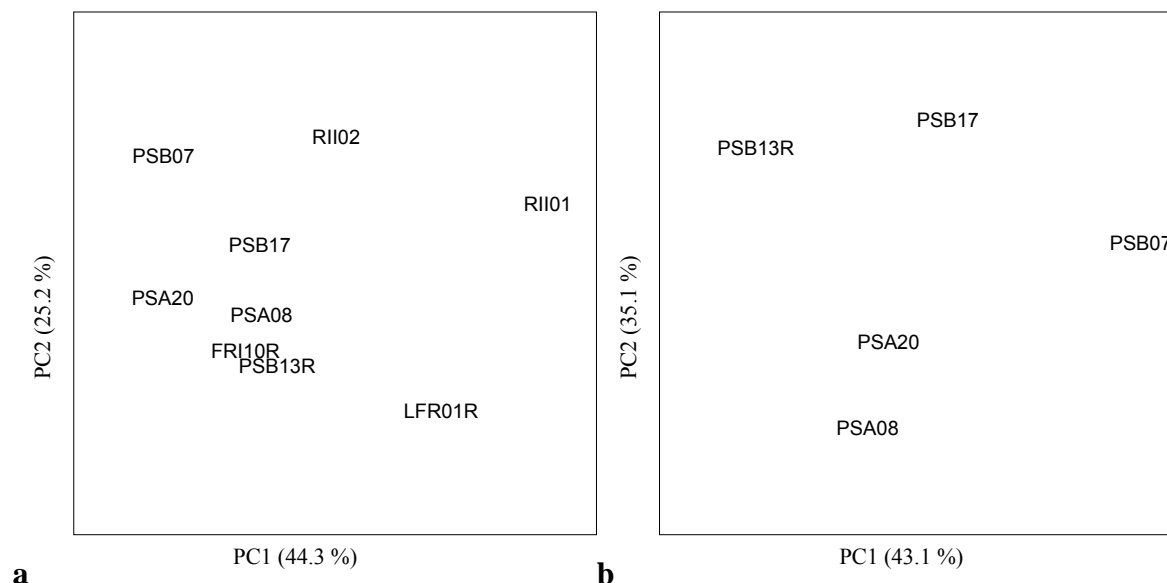 RII02
PSB07
RII01
PSB17
PSA20
PSA08
FRI10R
PSB13R
LFR01R
PC2 (25.2 %)
PC1 (44.3 %)
a
PSB17
PSB13R
PSB07
PSA20
PSA08
PC2 (35.1 %)
PC1 (43.1 %)
b